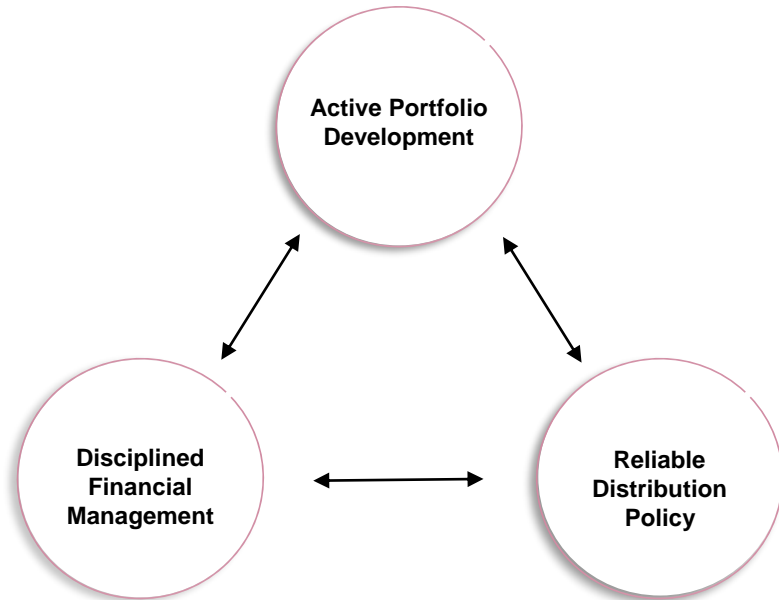 Active Portfolio
Development
Disciplined
Financial
Management
Reliable
Distribution
Policy